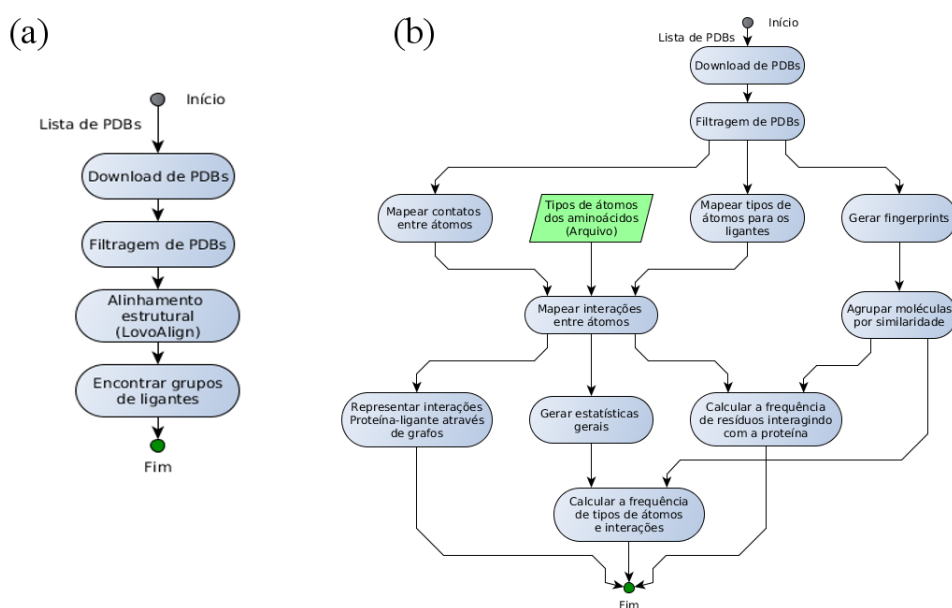 (a)
Início
Lista de PDBs
Download de PDBs
Filtragem de PDBs
Alinhamento
estrutural
(LovoAlign)
Encontrar grupos
de ligantes
Fim
(b)
Início
Lista de PDBs
Download de PDBs
Filtragem de PDBs
Mapear contatos
entre átomos
Tipos de átomos
dos aminoácidos
(Arquivo)
Mapear tipos de
átomos para os
ligantes
Gerar fingerprints
Mapear interações
entre átomos
Agrupar moléculas
por similaridade
Representar interações
Proteína-ligante através
de grafos
Gerar estatísticas
gerais
Calcular a frequência
de resíduos interagindo
com a proteína
Calcular a frequência
de tipos de átomos
e interações
Fim